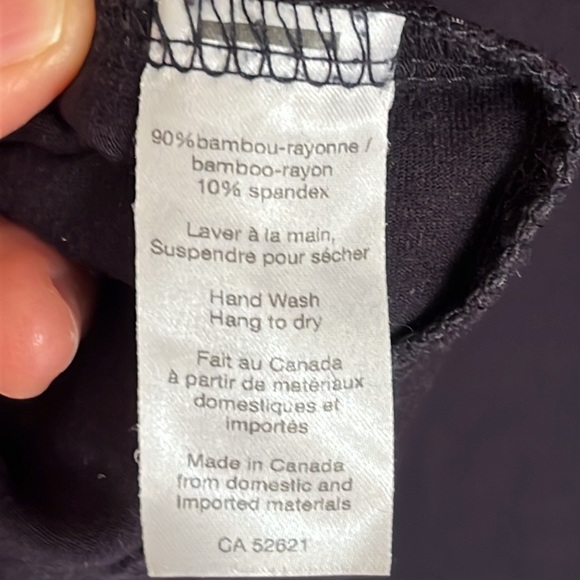 90%bambou-rayonne /
bamboo-rayon
10% spandex
Laver à la main,
Suspendre pour sécher
Hand Wash
Hang to dry
Fait au Canada
à partir de matériaux
domestiques et
importés
Made in Canada
from domestic and
Imported materials
CA 52621